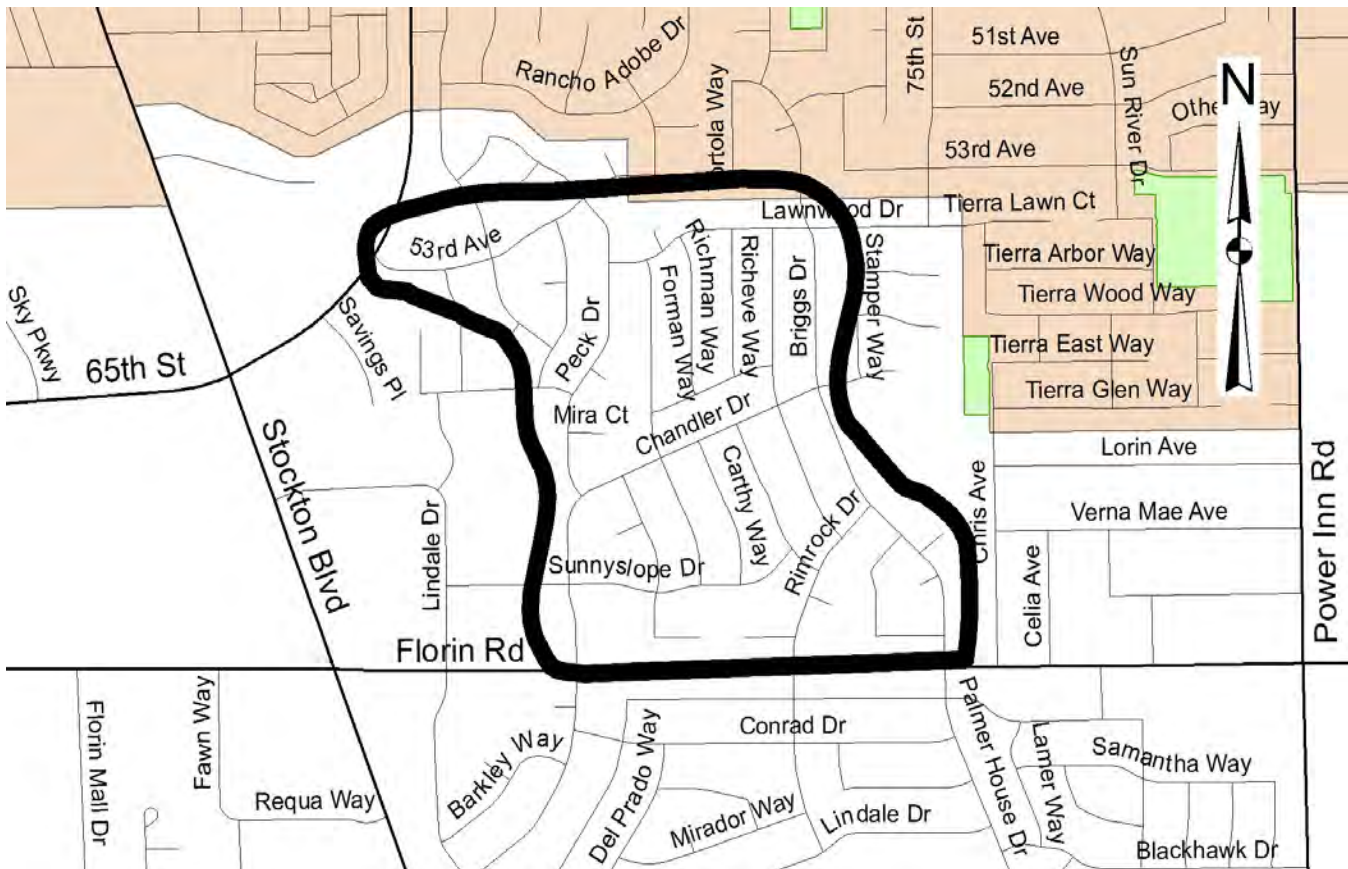 51st Ave
Rancho Adobe Dr
75th St
52nd Ave
N
Sun River Dr
53rd Ave
Tierra Lawn Ct
Lawnwood Dr
53rd Ave
Richman Way
Richeve Way
Briggs Dr
Stamper Way
Tierra Arbor Way
Forman Way
Tierra Wood Way
Sky Pkwy
Savings Pl
Peck Dr
Tierra East Way
65th St
Tierra Glen Way
Mira Ct
Chandler Dr
Lorin Ave
Stockton Blvd
Carthy Way
Chris Ave
Verna Mae Ave
Power Inn Rd
Lindale Dr
Sunnyslope Dr
Rimrock Dr
Celia Ave
Florin Rd
Florin Mall Dr
Fawn Way
Palmer House Dr
Conrad Dr
Lamer Way
Samantha Way
Barkley Way
Del Prado Way
Requa Way
Mirador Way
Lindale Dr
Blackhawk Dr